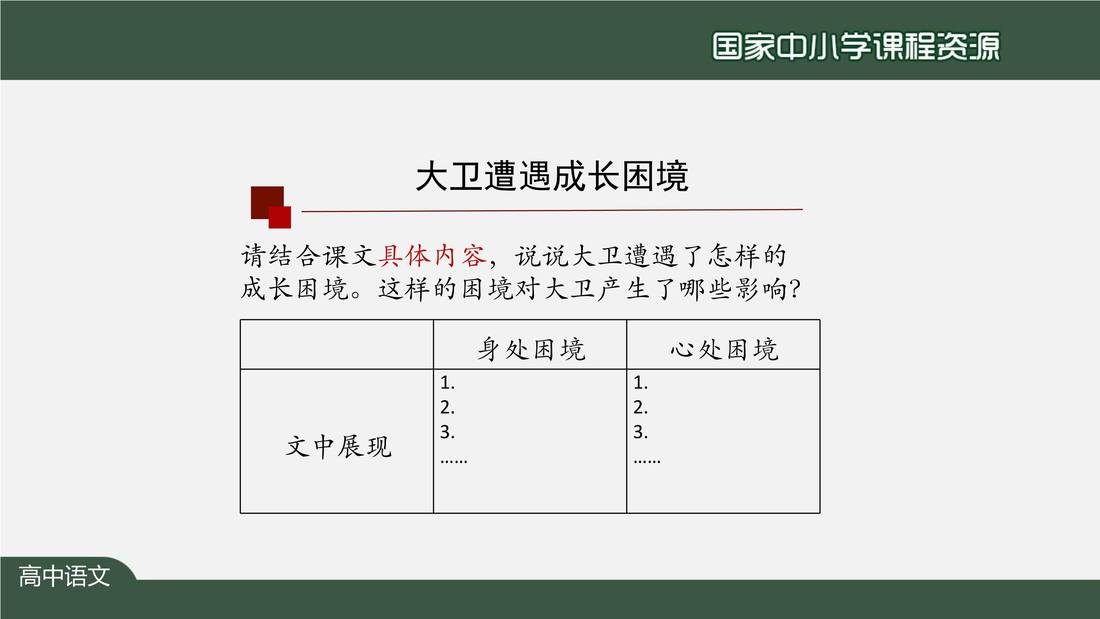 国家中小学课程资源
大卫遭遇成长困境
请结合课文具体内容，说说大卫遭遇了怎样的
成长困境。这样的困境对大卫产生了哪些影响？
身处困境
心处困境
文中展现
1.
2.
3.
……
1.
2.
3.
……
高中语文